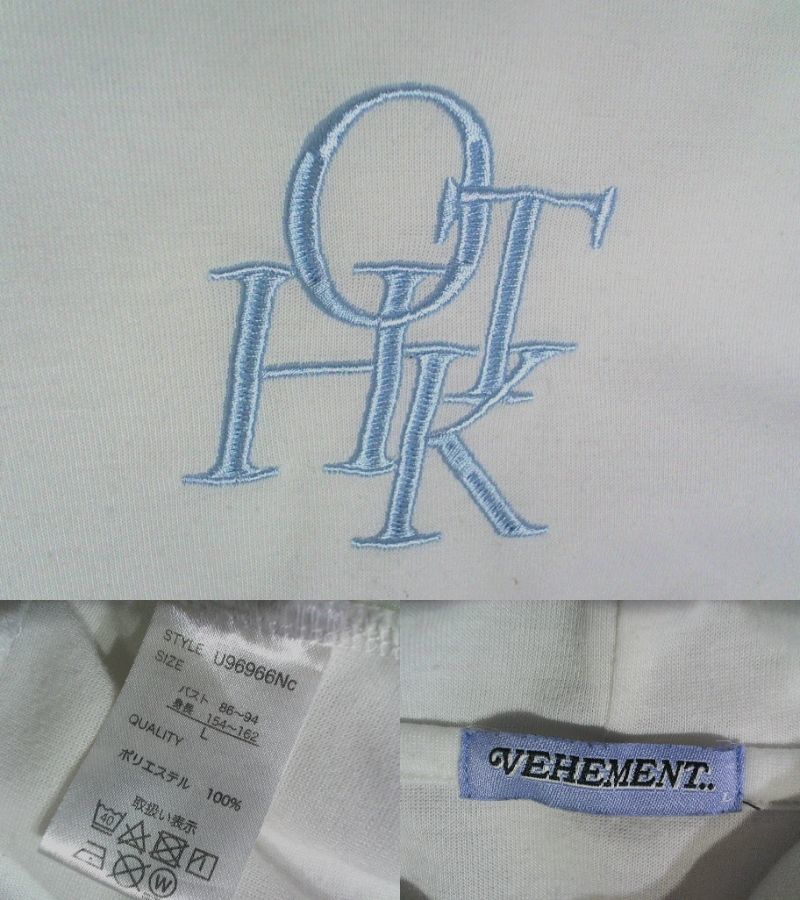 O
T
H
K
STYLE U96966Nc
SIZE
バスト 86~94
身長 154~162
L
QUALITY
ポリエステル 100%
取扱い表示
40
W
VEHEMENT..